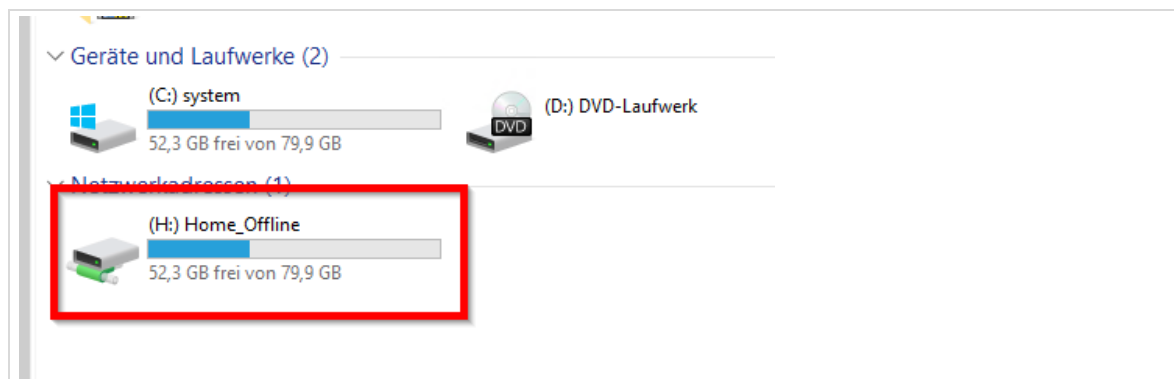 Geräte und Laufwerke (2)
(C:) system
52,3 GB frei von 79,9 GB
(D:) DVD-Laufwerk
DVD
Netzwerkadressen (1)
(H:) Home_Offline
52,3 GB frei von 79,9 GB